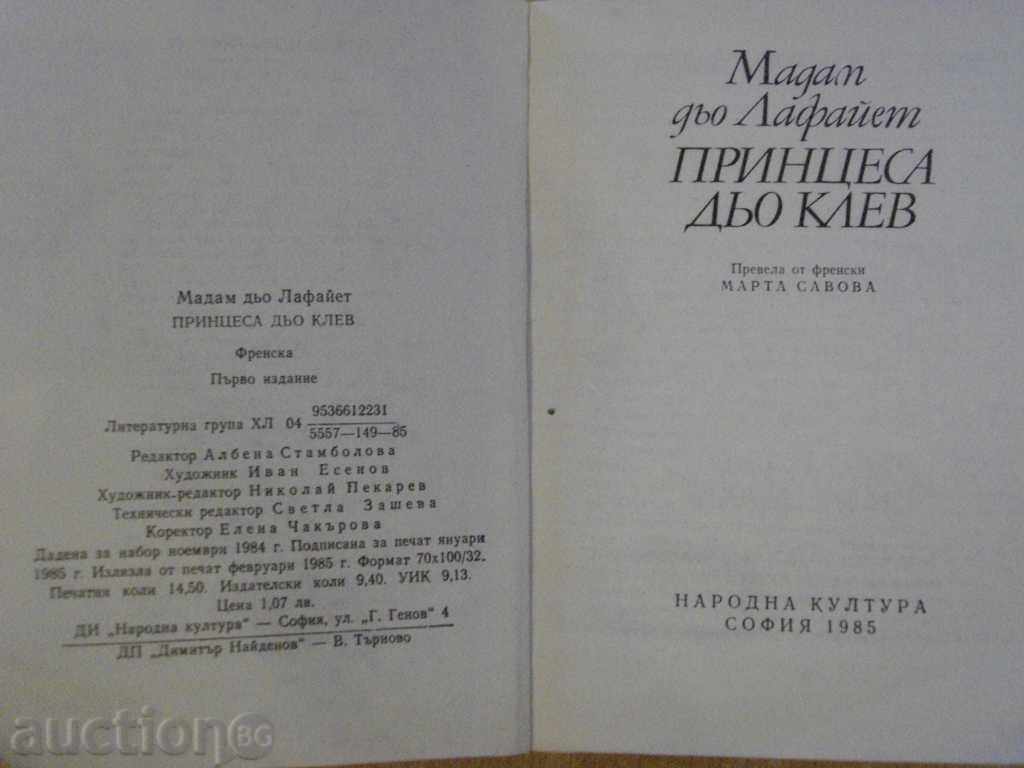 Мадам дьо Лафайет
ПРИНЦЕСА ДЬО КЛЕВ
Френска
Първо издание
Литературна група ХЛ 04 9536612231
5557—149—85
Редактор Албена Стамболова
Художник Иван Есенов
Художник-редактор Николай Пекарев
Технически редактор Светла Зашева
Коректор Елена Чакърова
Дадена за набор ноември 1984 г. Подписана за печат януари
1985 г. Излязла от печат февруари 1985 г. Формат 70х100/32.
Печатни коли 14,50. Издателски коли 9,40. УИК 9,13.
Цена 1,07 лв.
ДИ „Народна култура" — София, ул. „Г. Генов" 4
ДП „Димитър Найденов" — В. Търново
auctionBG
Мадам
дьо Лафайет
ПРИНЦЕСА
ДЬО КЛЕВ
Превела от френски
МАРТА САВОВА
НАРОДНА КУЛТУРА
СОФИЯ 1985